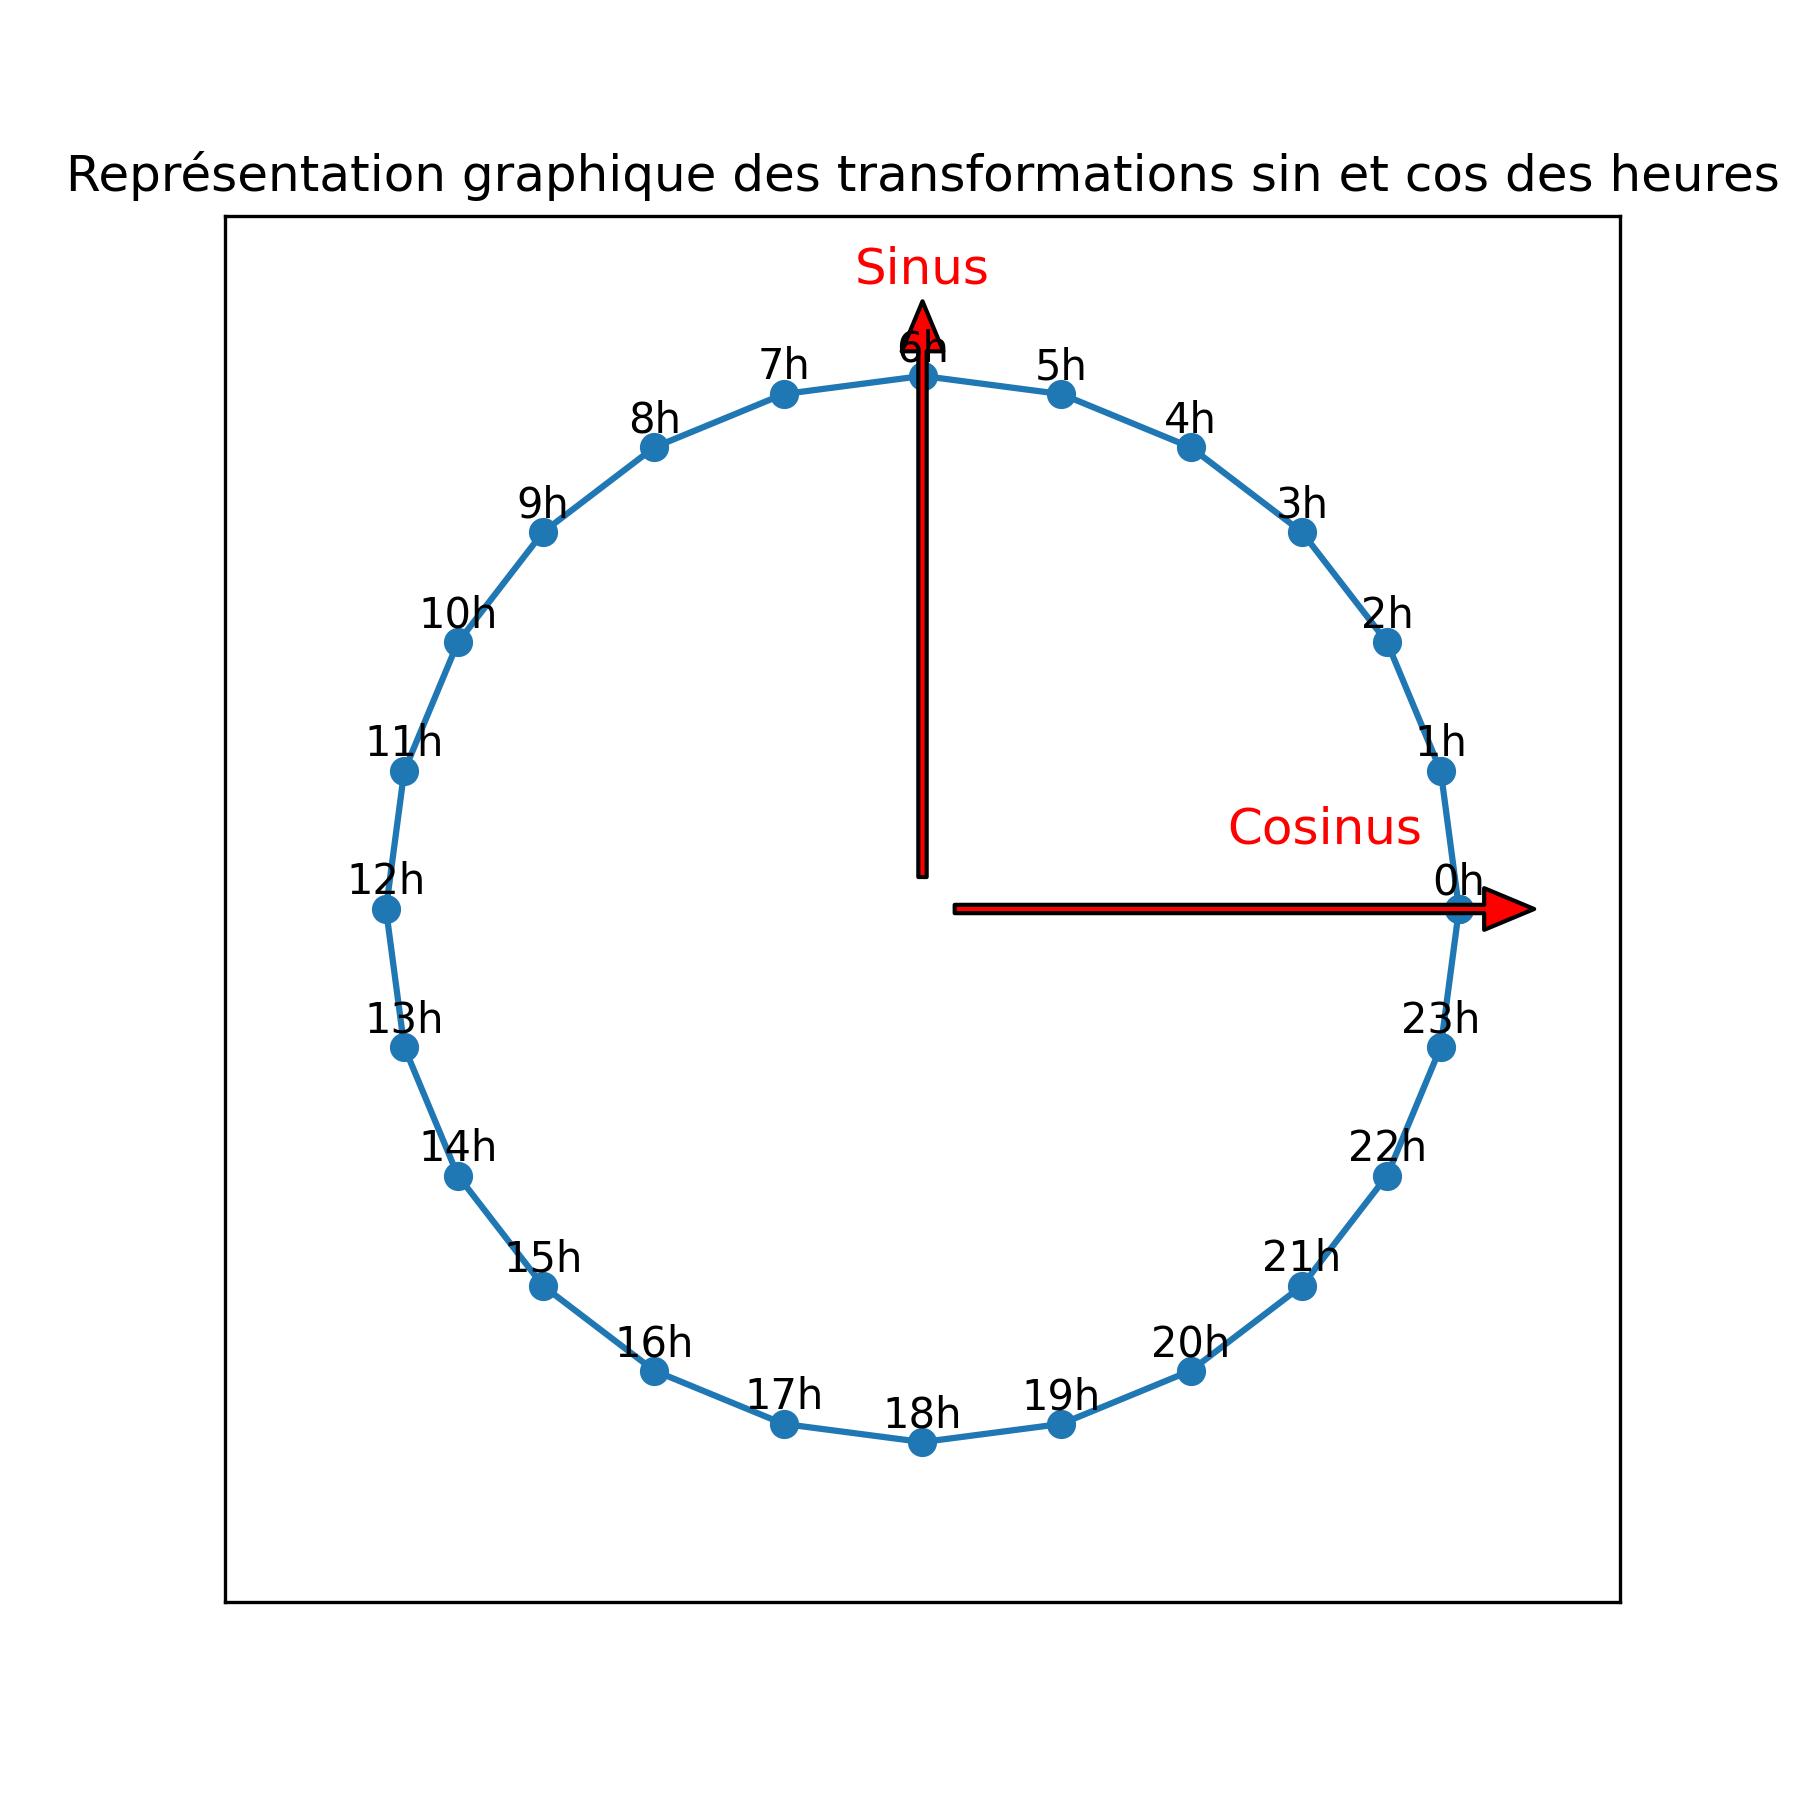 Représentation graphique des transformations sin et cos des heures
Sinus
6h
7h
5h
8h
4h
9h
3h
10h
2h
11h
1h
Cosinus
12h
0h
13h
23h
14h
22h
15h
21h
16h
20h
17h
19h
18h